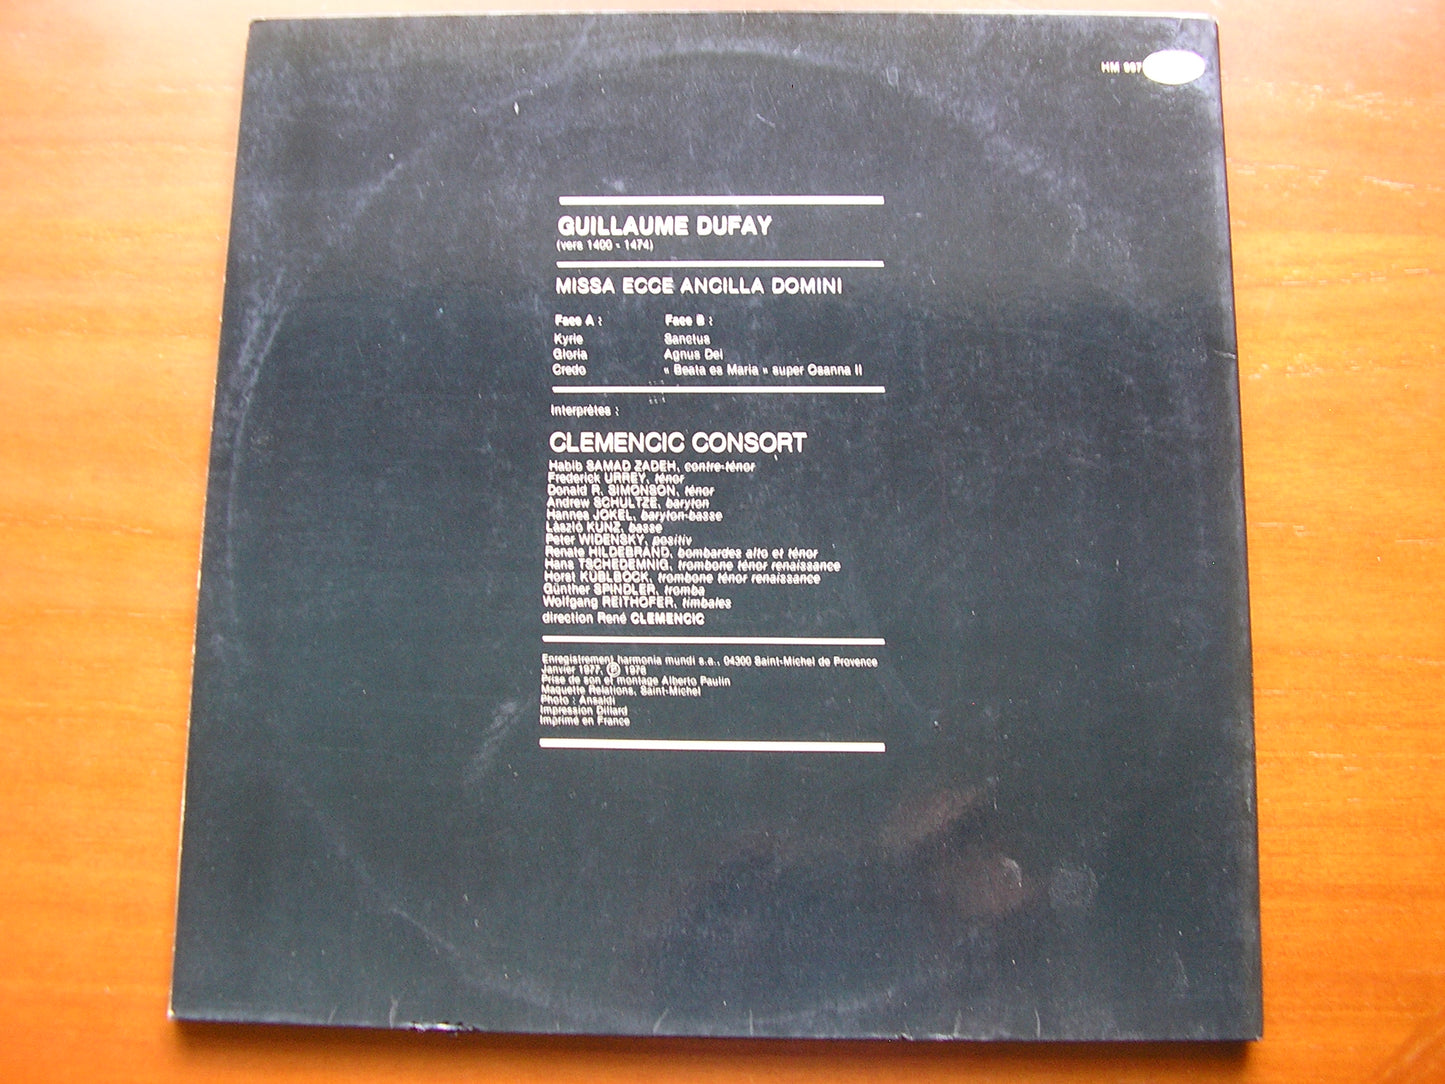 HM 997
GUILLAUME DUFAY
(vers 1400 - 1474)
MISSA ECCE ANCILLA DOMINI
Face A : Face B :
Kyrie Sanctus
Gloria Agnus Dei
Credo « Beata es Maria » super Osanna II
Interprètes :
CLEMENCIC CONSORT
Habib SAMAD ZADEH, contre-ténor
Frederick URREY, ténor
Donald R. SIMONSON, ténor
Andrew SCHULTZE, baryton
Hannes JOKEL, baryton-basse
László KUNZ, basse
Peter WIDENSKY, positiv
Renate HILDEBRAND, bombardes alto et ténor
Hans TSCHEDEMNIG, trombone ténor renaissance
Horst KÜBLBÖCK, trombone ténor renaissance
Günther SPINDLER, tromba
Wolfgang REITHOFER, timbales
direction René CLEMENCIC
Enregistrement harmonia mundi s.a., 04300 Saint-Michel de Provence
Janvier 1977, ℗ 1978
Prise de son et montage Alberto Paulin
Maquette Relations, Saint-Michel
Photo : Ansaldi
Impression Dillard
Imprimé en France